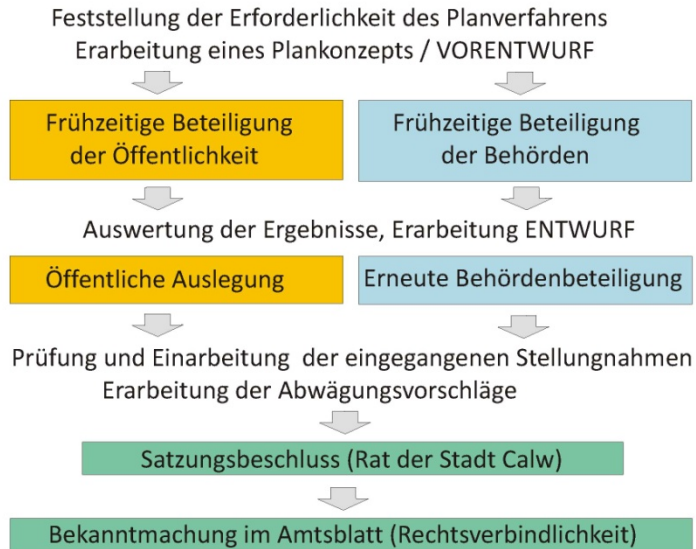 Feststellung der Erforderlichkeit des Planverfahrens
Erarbeitung eines Plankonzepts / VORENTWURF
Frühzeitige Beteiligung
der Öffentlichkeit
Frühzeitige Beteiligung
der Behörden
Auswertung der Ergebnisse, Erarbeitung ENTWURF
Öffentliche Auslegung
Erneute Behördenbeteiligung
Prüfung und Einarbeitung der eingegangenen Stellungnahmen
Erarbeitung der Abwägungsvorschläge
Satzungsbeschluss (Rat der Stadt Calw)
Bekanntmachung im Amtsblatt (Rechtsverbindlichkeit)